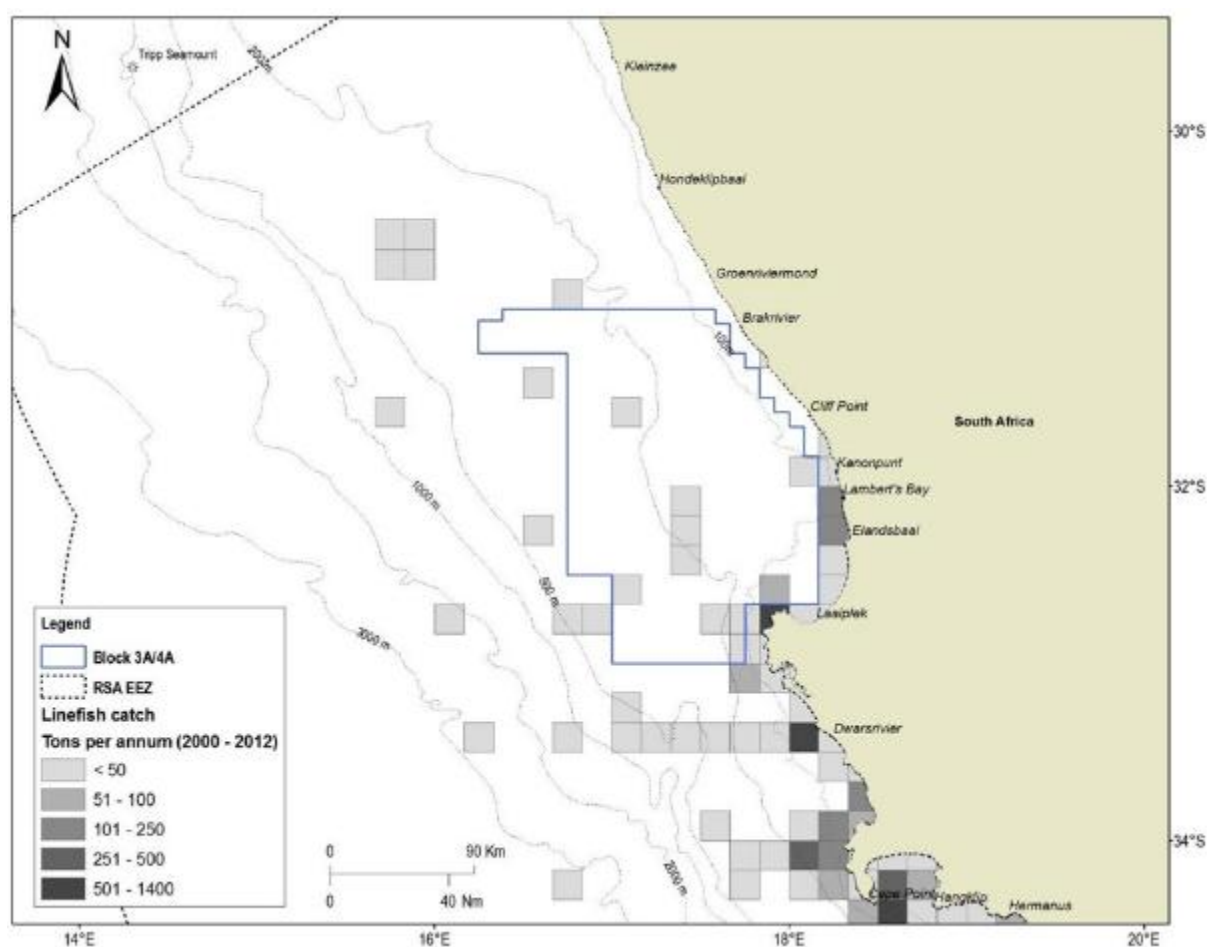 N
Tripp Seamount
2000m
Kleinzee
30°S
Hondeklipbaai
Groenriviermond
Brakrivier
100m
Cliff Point
South Africa
Kanonpunt
32°S
1000 m
Lambert's Bay
Elandsbaai
500 m
Laaiplek
3000 m
Legend
Block 3A/4A
RSA EEZ
Linefish catch
Tons per annum (2000 - 2012)
< 50
51 - 100
101 - 250
251 - 500
501 - 1400
Dwarsrivier
0 90 Km
0 40 Nm
2000 m
34°S
Cape Point
Hangklip
Hermanus
14°E
16°E
18°E
20°E